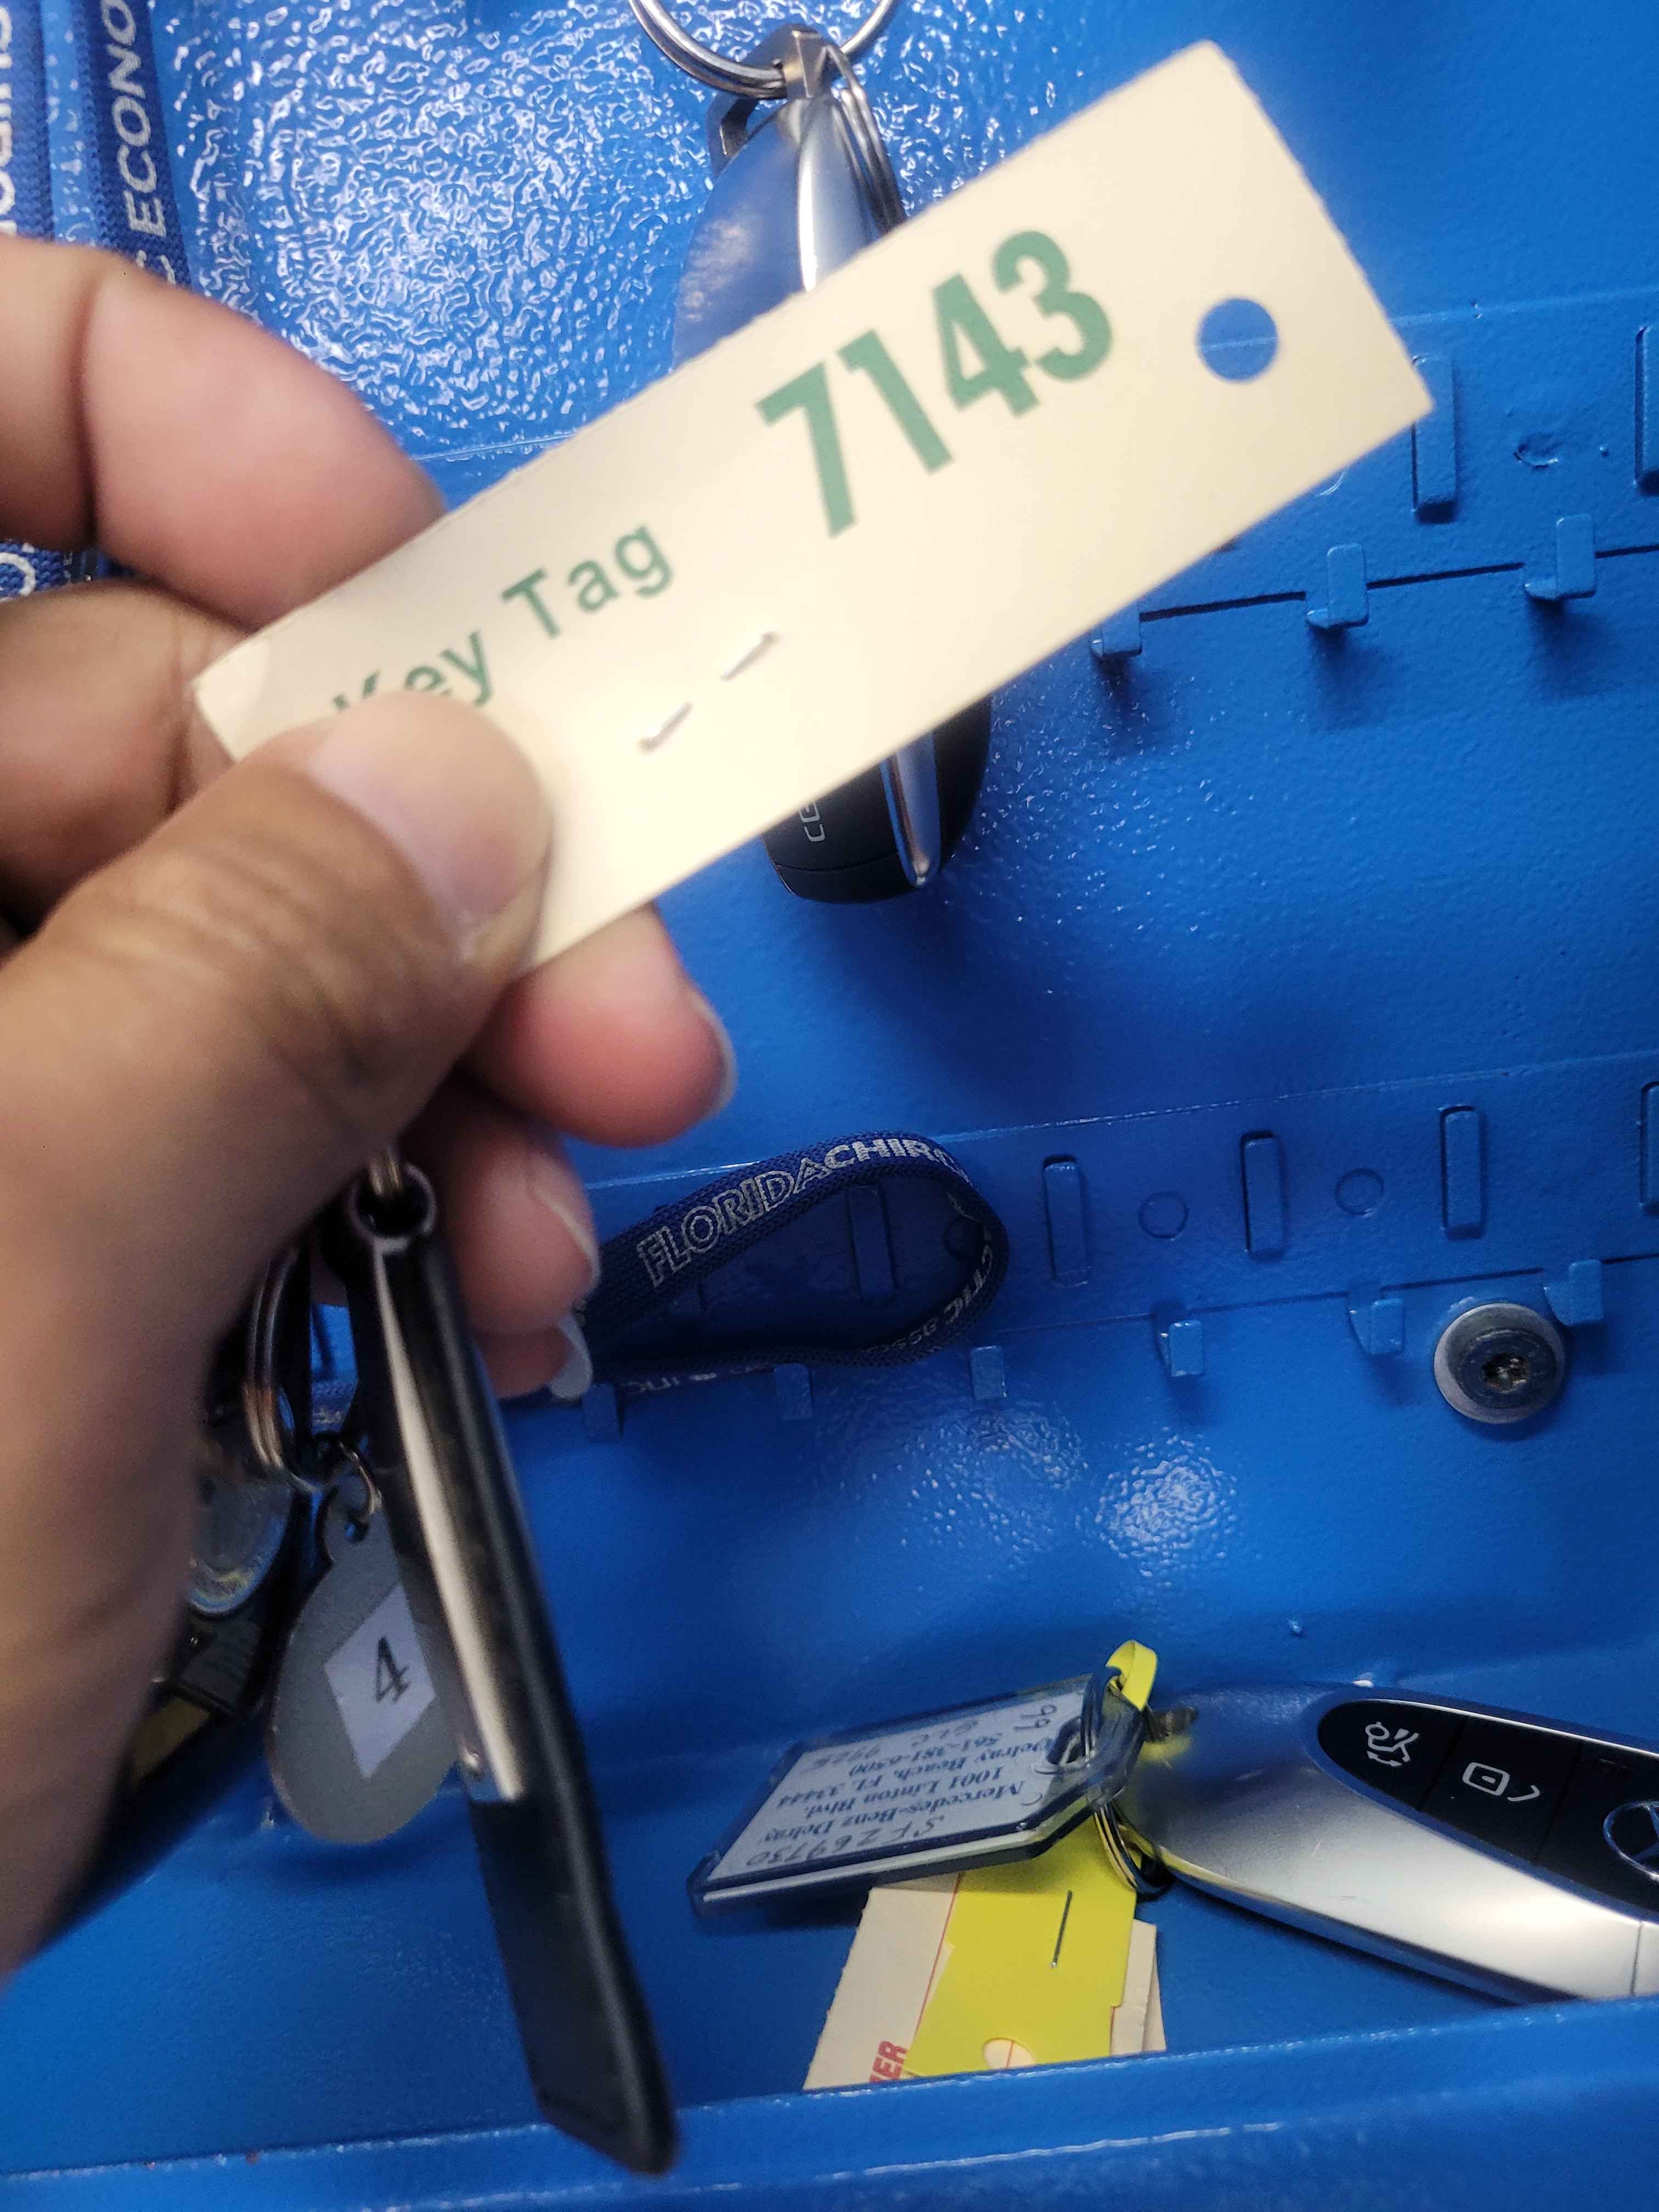 ECONO
7143
Key Tag
FLORIDACHIR
4
Mercedes-Benz Delray
1001 Linton Blvd.
Delray Beach, FL 33444
561-381-6500